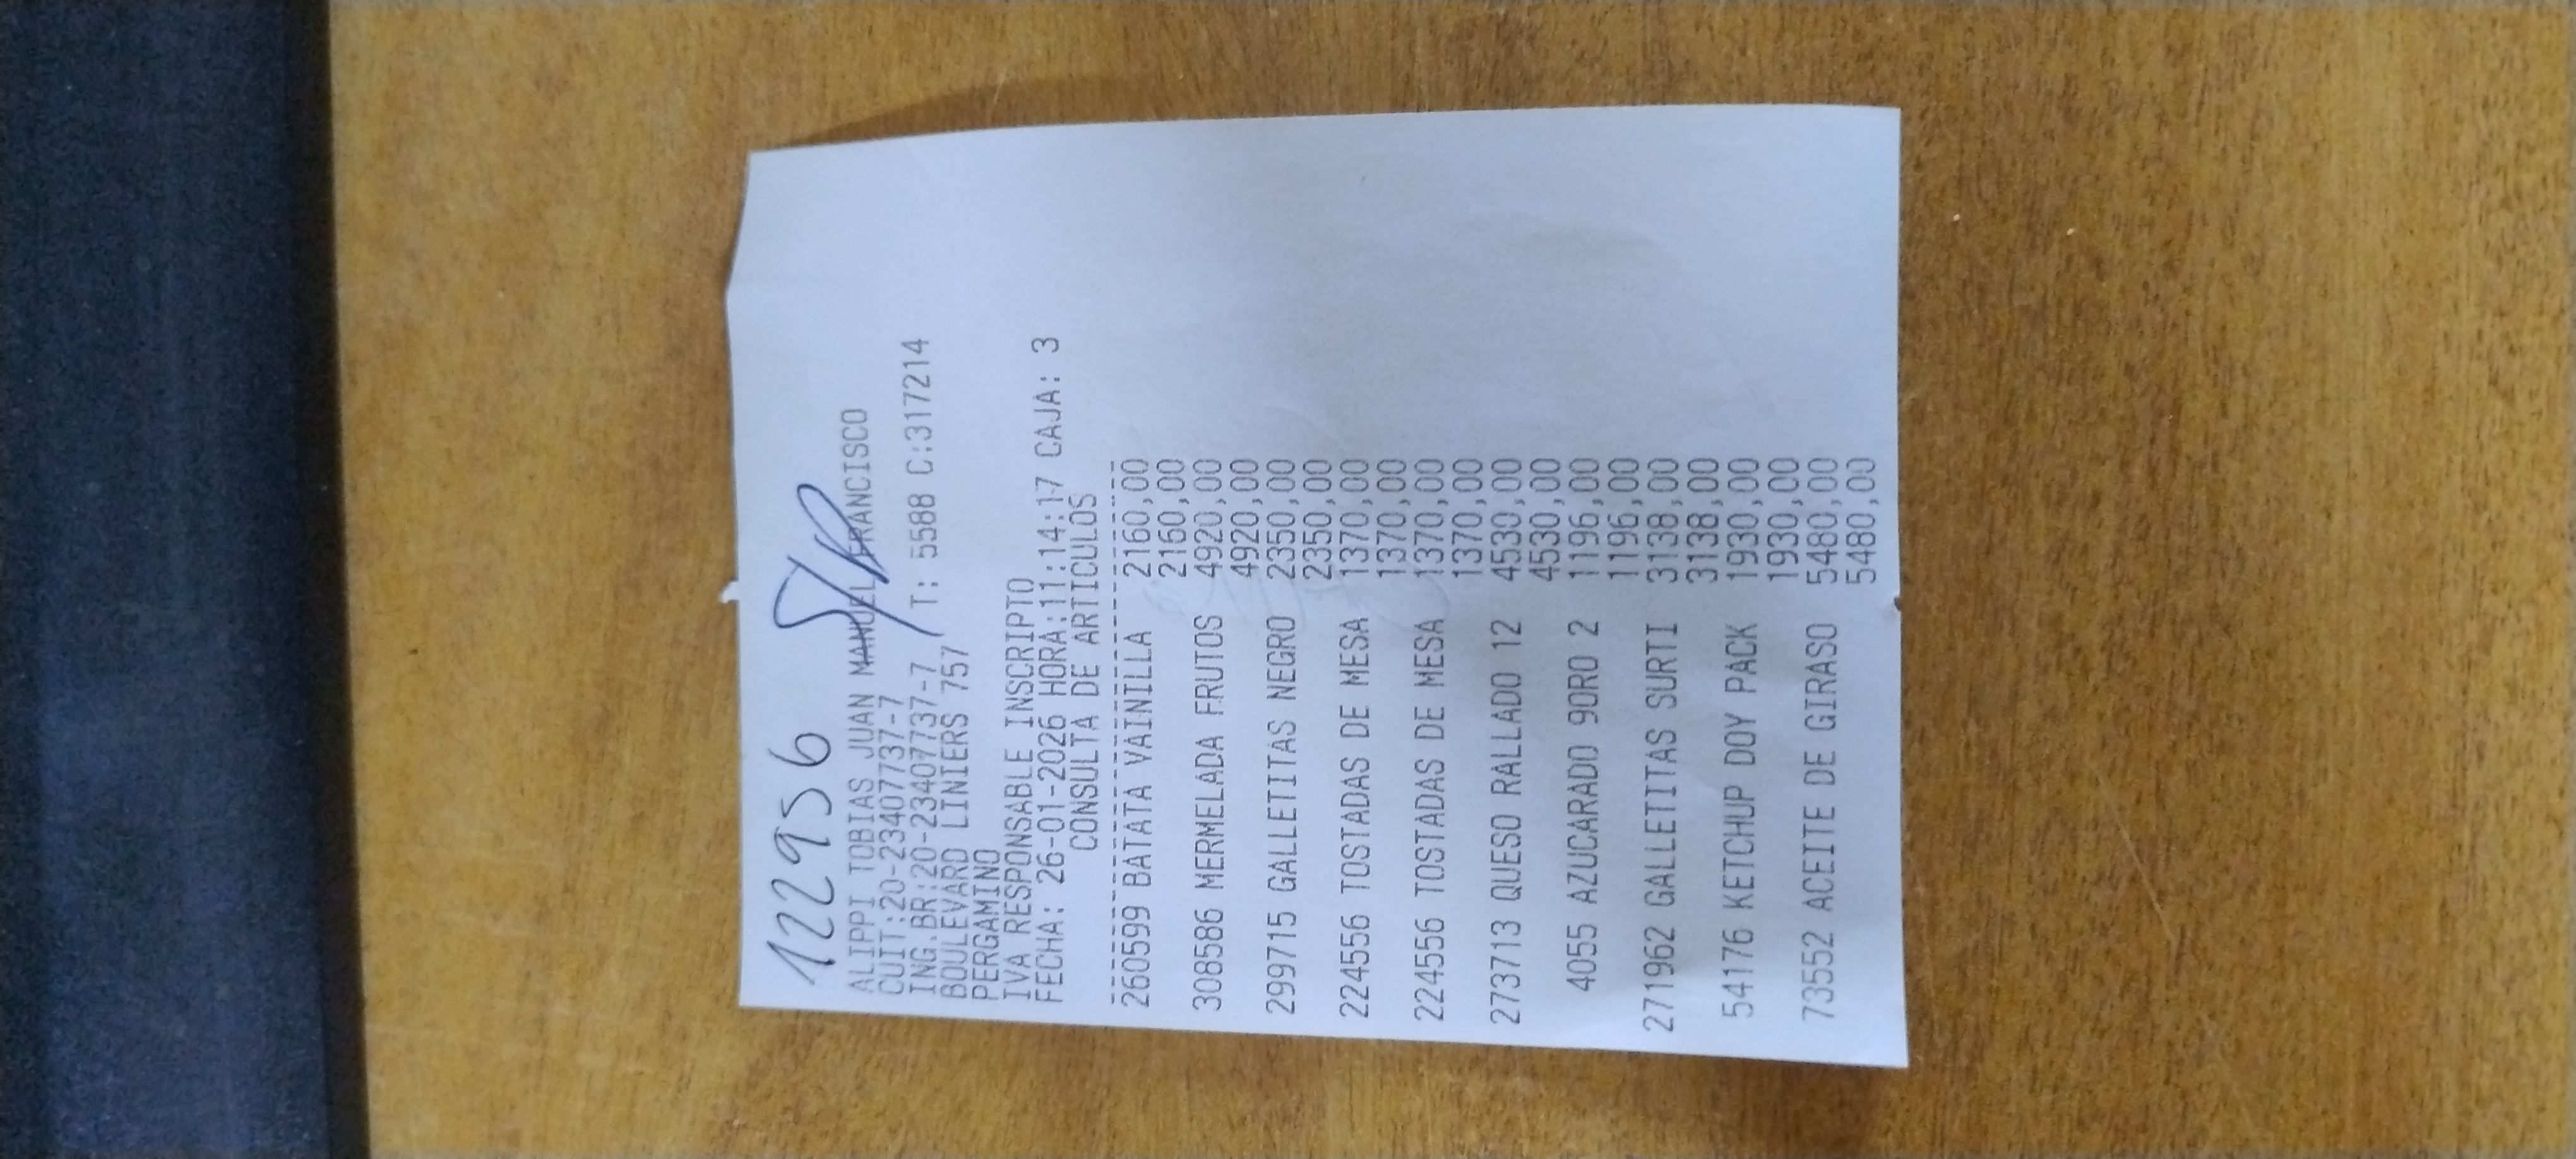 122956
ALIPPI TOBIAS JUAN MANUEL FRANCISCO
CUIT:20-23407737-7
ING.BR:20-23407737-7 T: 5588 C:317214
BOULEVARD LINIERS 757
PERGAMINO
IVA RESPONSABLE INSCRIPTO
FECHA: 26-01-2026 HORA:11:14:17 CAJA: 3
CONSULTA DE ARTICULOS
260599 BATATA VAINILLA 2160,00
2160,00
308586 MERMELADA FRUTOS 4920,00
4920,00
299715 GALLETITAS NEGRO 2350,00
2350,00
224556 TOSTADAS DE MESA 1370,00
1370,00
224556 TOSTADAS DE MESA 1370,00
1370,00
273713 QUESO RALLADO 12 4530,00
4530,00
4055 AZUCARADO 9ORO 2 1196,00
1196,00
271962 GALLETITAS SURTI 3138,00
3138,00
54176 KETCHUP DOY PACK 1930,00
1930,00
73552 ACEITE DE GIRASO 5480,00
5480,00